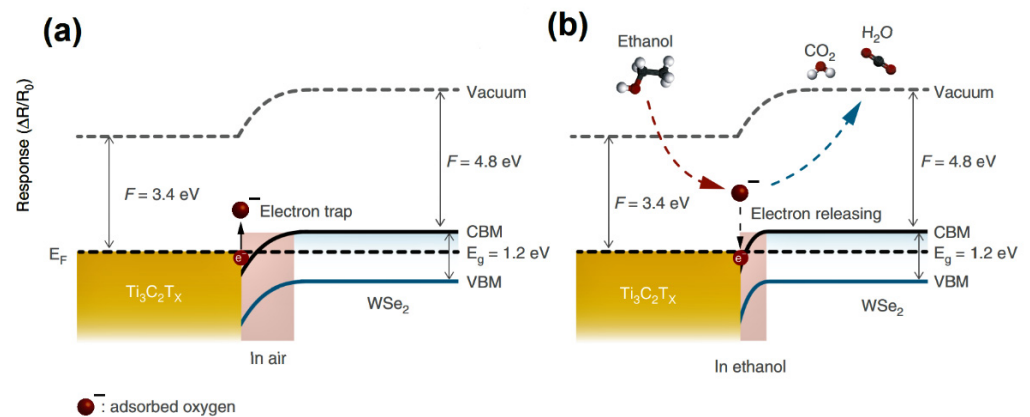 (a)
Response (ΔR/R₀)
Vacuum
F = 4.8 eV
F = 3.4 eV
Electron trap
CBM
E_F
e⁻
E_g = 1.2 eV
VBM
Ti₃C₂T_X
WSe₂
In air
: adsorbed oxygen
(b)
Ethanol
CO₂
H₂O
Vacuum
F = 4.8 eV
F = 3.4 eV
Electron releasing
CBM
e⁻
E_g = 1.2 eV
VBM
Ti₃C₂T_X
WSe₂
In ethanol